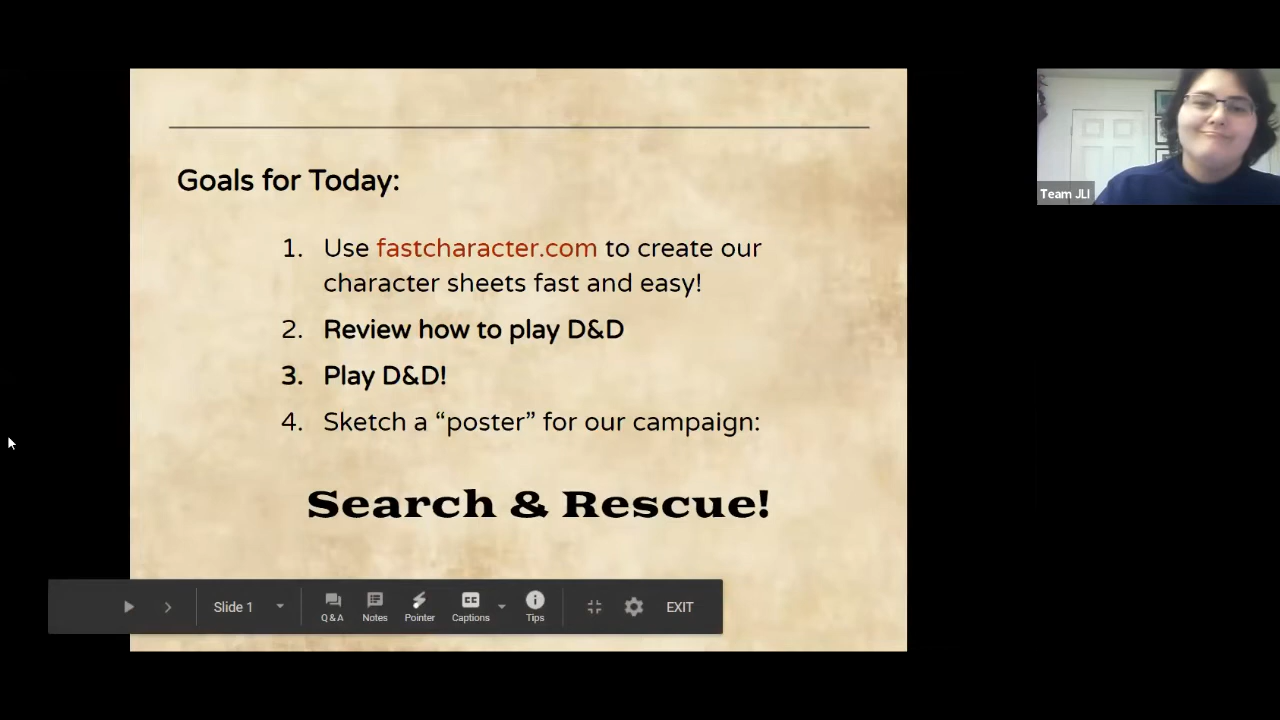 Goals for Today:
1. Use fastcharacter.com to create our
character sheets fast and easy!
2. Review how to play D&D
3. Play D&D!
4. Sketch a “poster” for our campaign:
Search & Rescue!
Slide 1
Q&A
Notes
Pointer
CC
Captions
Tips
EXIT
Team JLI